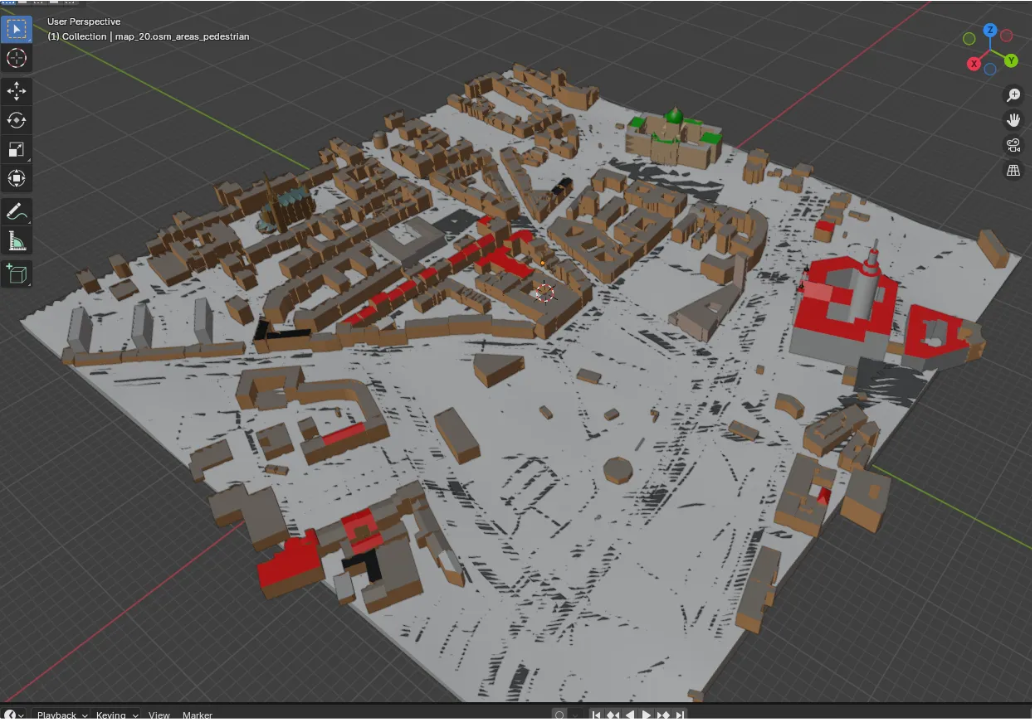 User Perspective
(1) Collection | map_20.osm_areas_pedestrian
Z
Y
X
Playback
Keying
View
Marker